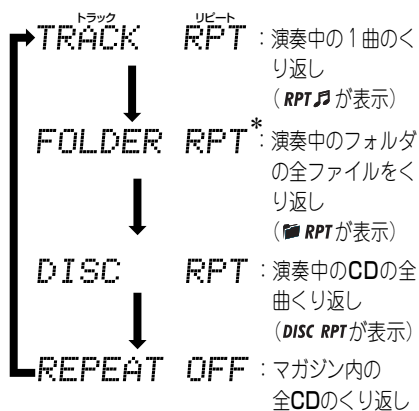 トラック リピート
TRACK RPT：演奏中の1曲のく
り返し
（RPT♬が表示）
FOLDER RPT*：演奏中のフォルダ
の全ファイルをく
り返し
（RPTが表示）
DISC RPT：演奏中のCDの全
曲くり返し
（DISC RPTが表示）
REPEAT OFF：マガジン内の
全CDのくり返し